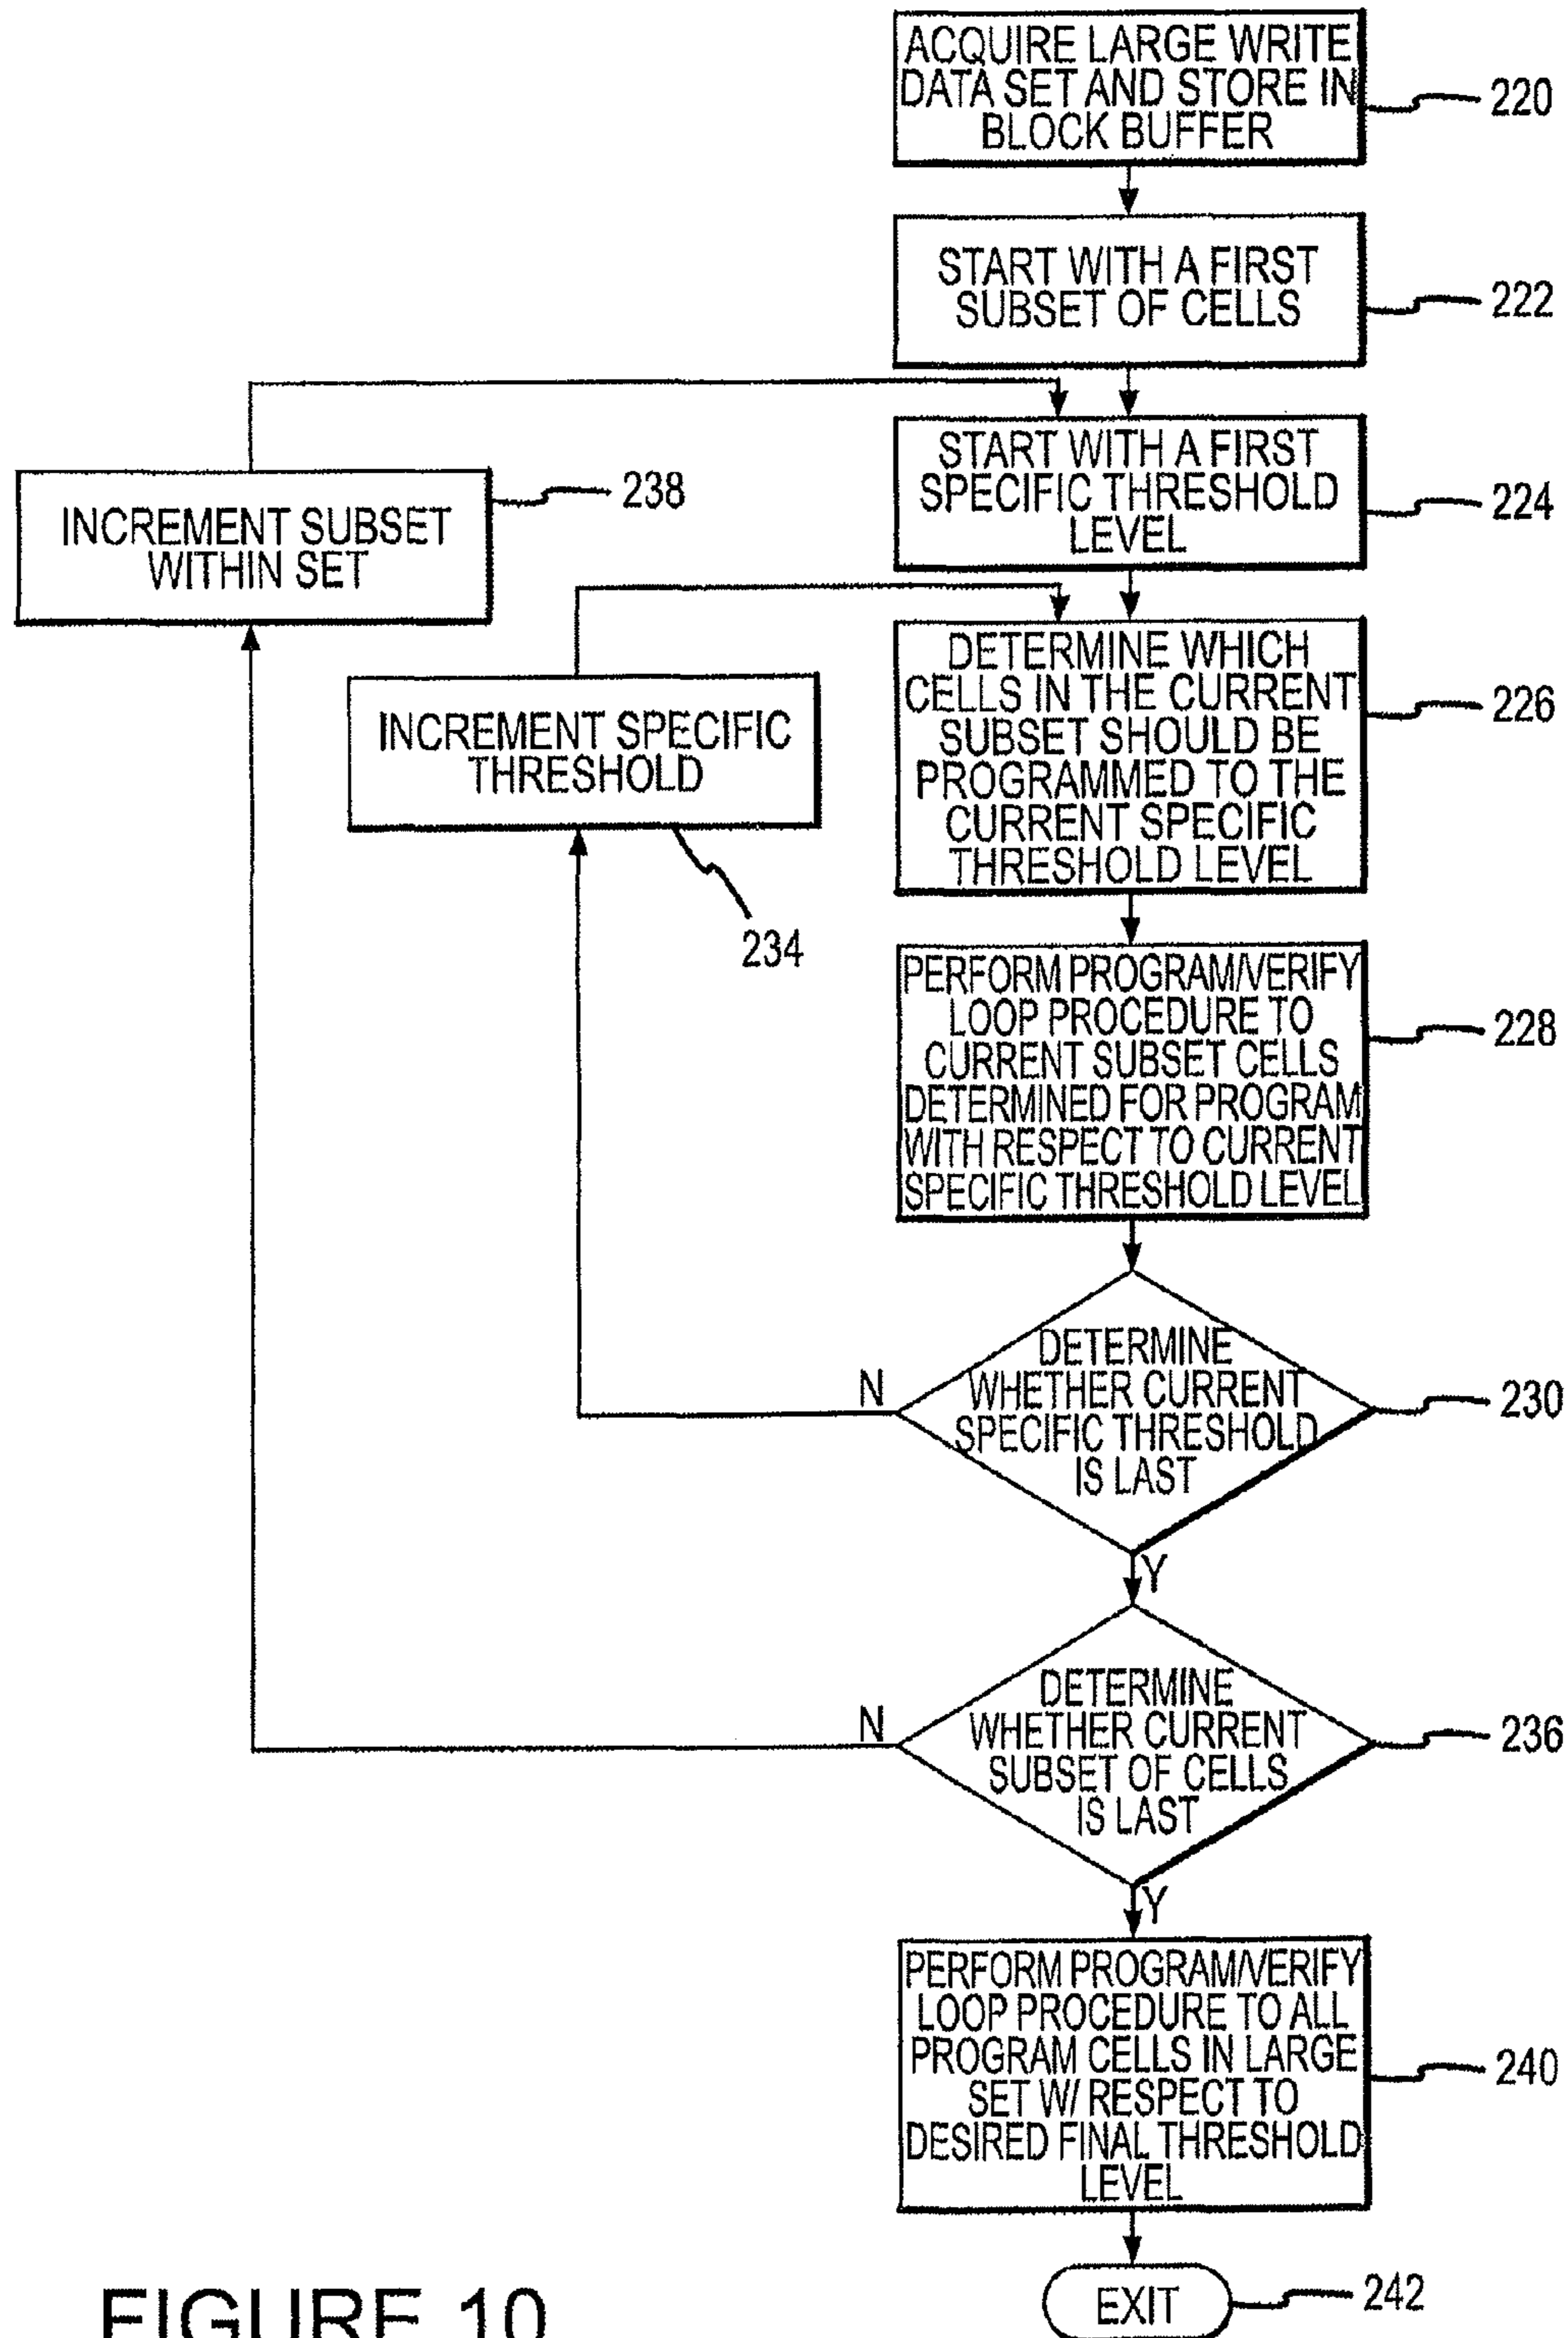 ACQUIRE LARGE WRITE
DATA SET AND STORE IN
BLOCK BUFFER
220
START WITH A FIRST
SUBSET OF CELLS
222
START WITH A FIRST
SPECIFIC THRESHOLD
LEVEL
224
INCREMENT SUBSET
WITHIN SET
238
DETERMINE WHICH
CELLS IN THE CURRENT
SUBSET SHOULD BE
PROGRAMMED TO THE
CURRENT SPECIFIC
THRESHOLD LEVEL
226
INCREMENT SPECIFIC
THRESHOLD
234
PERFORM PROGRAM/VERIFY
LOOP PROCEDURE TO
CURRENT SUBSET CELLS
DETERMINED FOR PROGRAM
WITH RESPECT TO CURRENT
SPECIFIC THRESHOLD LEVEL
228
DETERMINE
WHETHER CURRENT
SPECIFIC THRESHOLD
IS LAST
N
230
Y
DETERMINE
WHETHER CURRENT
SUBSET OF CELLS
IS LAST
N
236
Y
PERFORM PROGRAM/VERIFY
LOOP PROCEDURE TO ALL
PROGRAM CELLS IN LARGE
SET W/ RESPECT TO
DESIRED FINAL THRESHOLD
LEVEL
240
EXIT
242
FIGURE 10